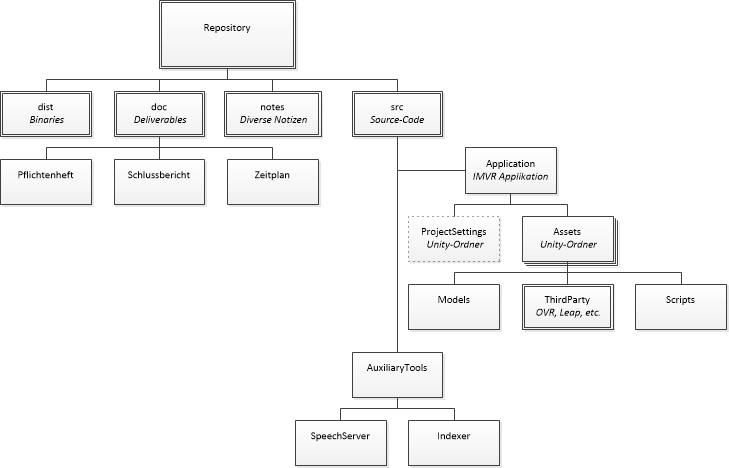 Repository
dist
Binaries
doc
Deliverables
notes
Diverse Notizen
src
Source-Code
Pflichtenheft
Schlussbericht
Zeitplan
Application
IMVR Applikation
ProjectSettings
Unity-Ordner
Assets
Unity-Ordner
Models
ThirdParty
OVR, Leap, etc.
Scripts
AuxiliaryTools
SpeechServer
Indexer